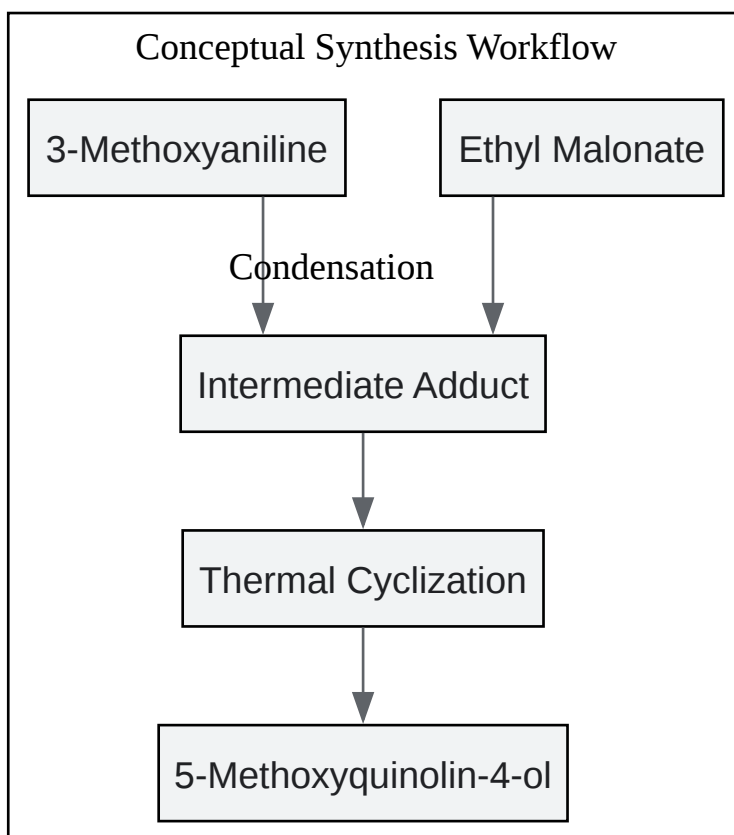 Conceptual Synthesis Workflow
3-Methoxyaniline
Ethyl Malonate
Condensation
Intermediate Adduct
Thermal Cyclization
5-Methoxyquinolin-4-ol